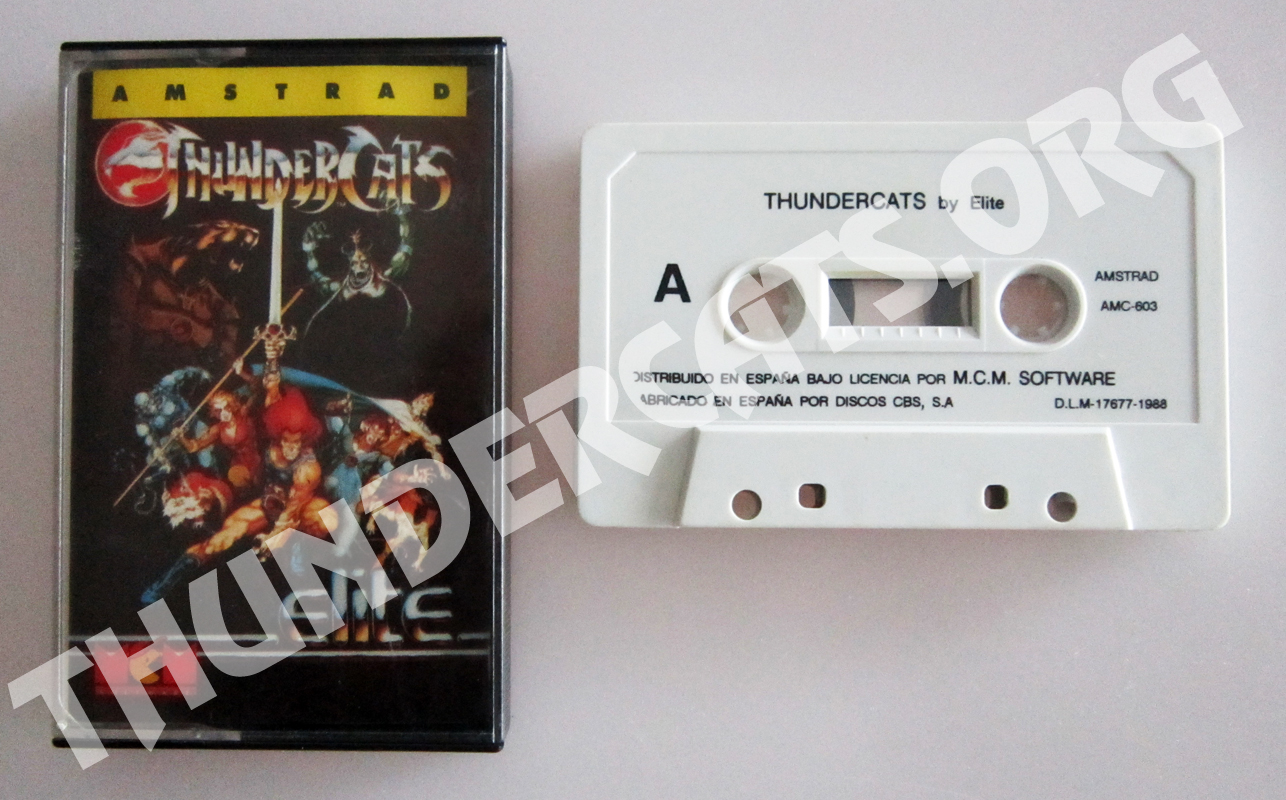 AMSTRAD
THUNDERCATS
elite
THUNDERCATS by Elite
A
AMSTRAD
AMC-603
DISTRIBUIDO EN ESPAÑA BAJO LICENCIA POR M.C.M. SOFTWARE
FABRICADO EN ESPAÑA POR DISCOS CBS, S.A
D.L.M-17677-1988
THUNDERCATS.ORG